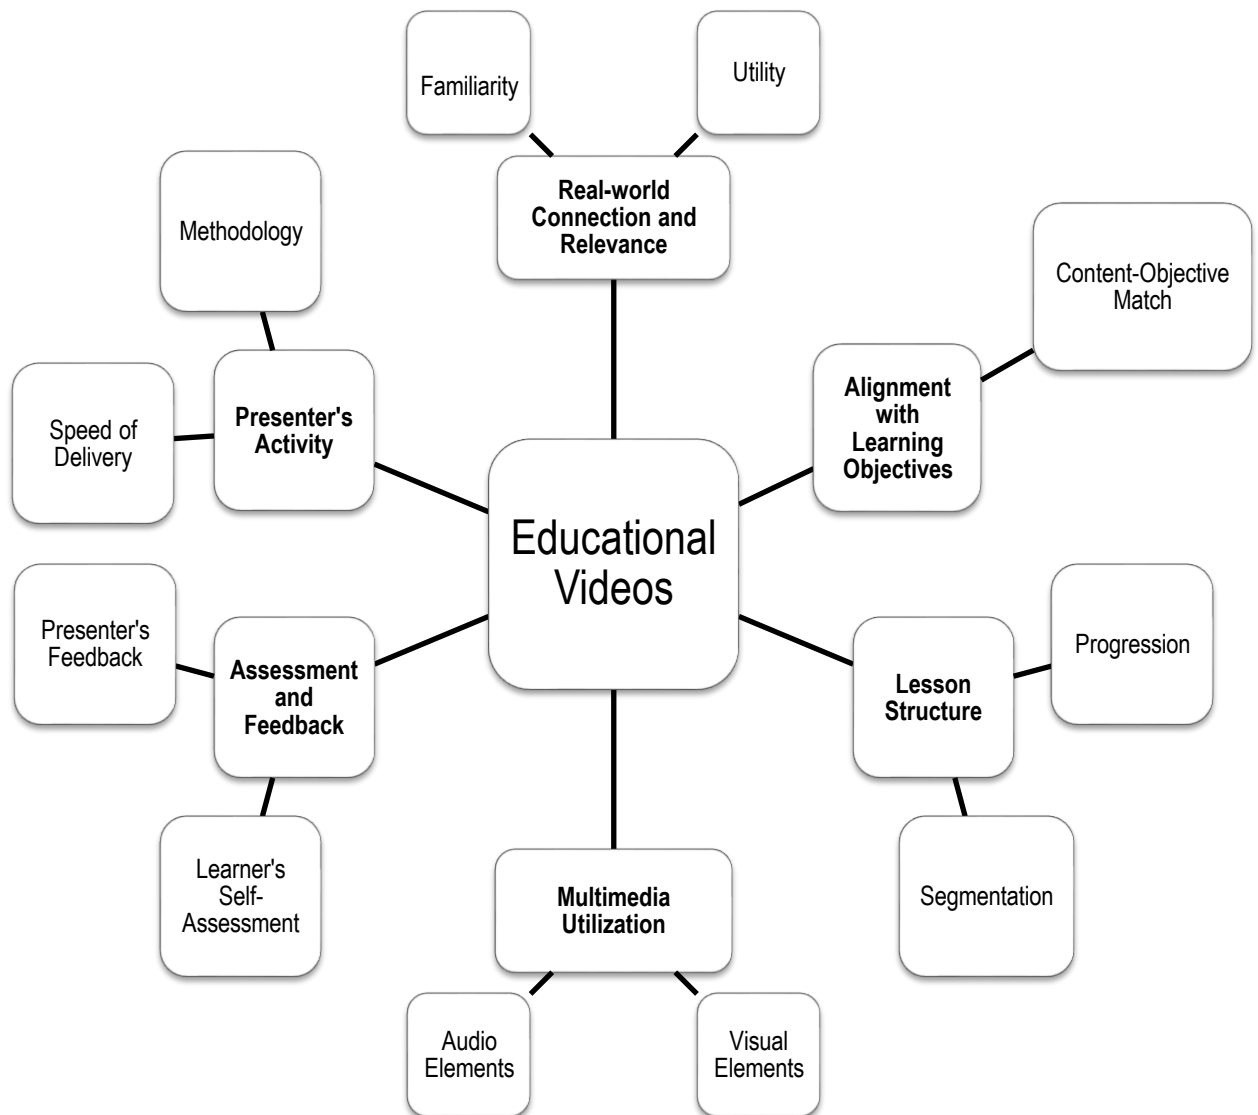 Familiarity
Utility
Real-world
Connection and
Relevance
Methodology
Content-Objective
Match
Presenter's
Activity
Speed of
Delivery
Alignment
with
Learning
Objectives
Educational
Videos
Presenter's
Feedback
Assessment
and
Feedback
Progression
Lesson
Structure
Learner's
Self-
Assessment
Multimedia
Utilization
Segmentation
Audio
Elements
Visual
Elements